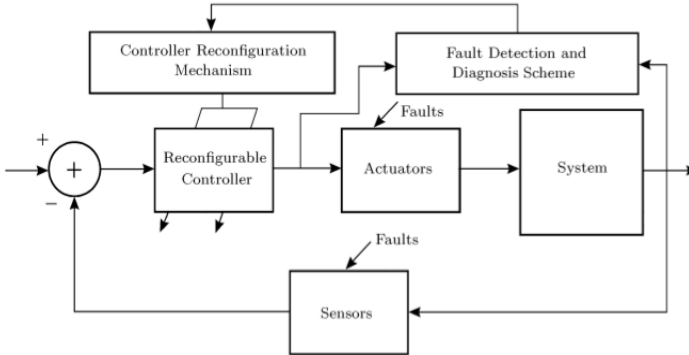 Controller Reconfiguration
Mechanism
Fault Detection and
Diagnosis Scheme
Faults
+
+
−
Reconfigurable
Controller
Actuators
System
Faults
Sensors